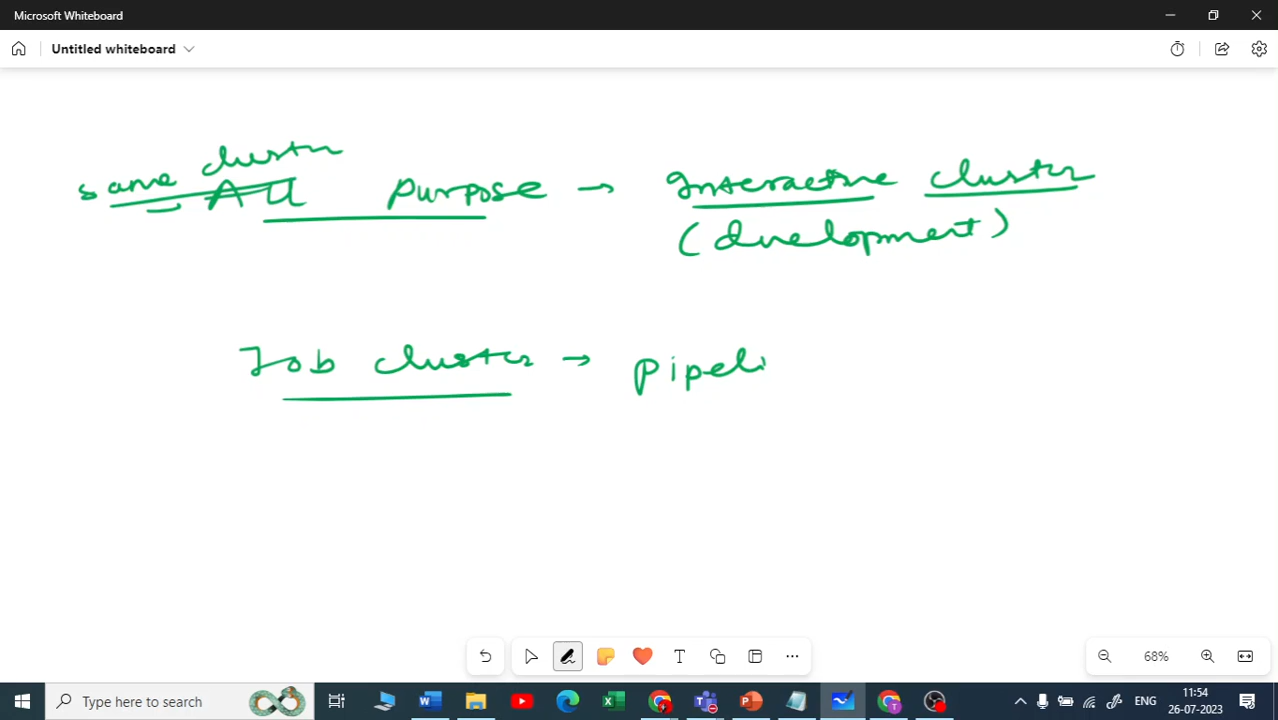 Microsoft Whiteboard
Untitled whiteboard
same cluster
All purpose → Interactive cluster
(development)
Job cluster → pipeli
68%
Type here to search
ENG
11:54
26-07-2023